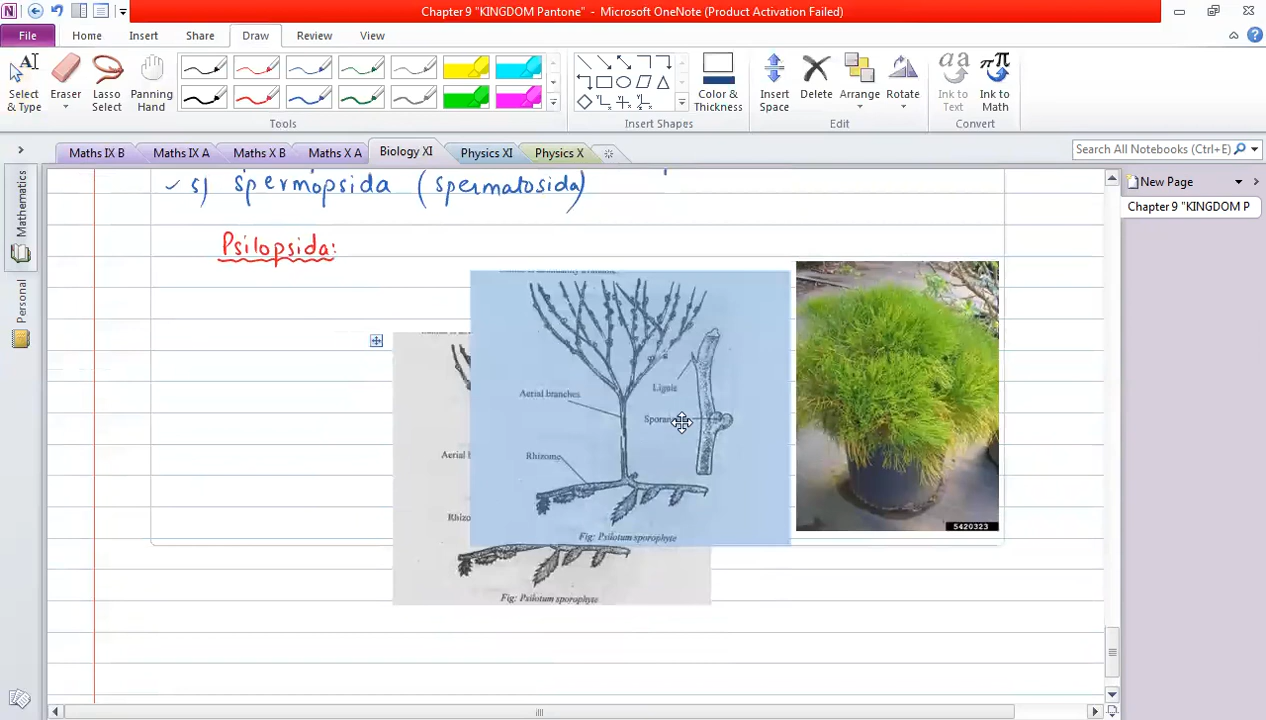 Chapter 9 "KINGDOM Pantone" - Microsoft OneNote (Product Activation Failed)
File Home Insert Share Draw Review View
Select & Type
Eraser
Lasso Select
Panning Hand
Color & Thickness
Insert Space
Delete
Arrange
Rotate
Ink to Text
Ink to Math
Tools
Insert Shapes
Edit
Convert
Maths IX B Maths IX A Maths X B Maths X A Biology XI Physics XI Physics X
Search All Notebooks (Ctrl+E)
New Page
Chapter 9 "KINGDOM P
Mathematics
Personal
5) spermopsida (spermatosida)
Psilopsida:
Ligule
Aerial branches
Rhizome
Fig: Psilotum sporophyte
Aerial b
Rhizo
Fig: Psilotum sporophyte
5420323